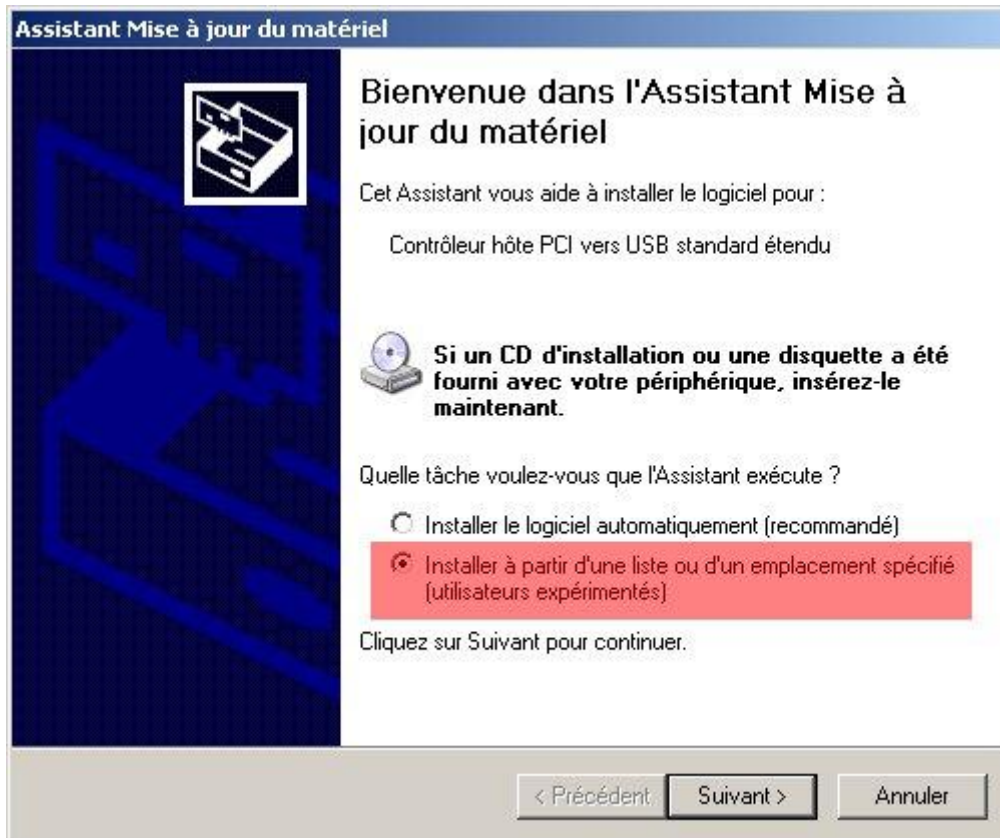 Assistant Mise à jour du matériel
Bienvenue dans l'Assistant Mise à
jour du matériel
Cet Assistant vous aide à installer le logiciel pour :
Contrôleur hôte PCI vers USB standard étendu
Si un CD d'installation ou une disquette a été
fourni avec votre périphérique, insérez-le
maintenant.
Quelle tâche voulez-vous que l'Assistant exécute ?
Installer le logiciel automatiquement (recommandé)
Installer à partir d'une liste ou d'un emplacement spécifié
(utilisateurs expérimentés)
Cliquez sur Suivant pour continuer.
< Précédent Suivant > Annuler